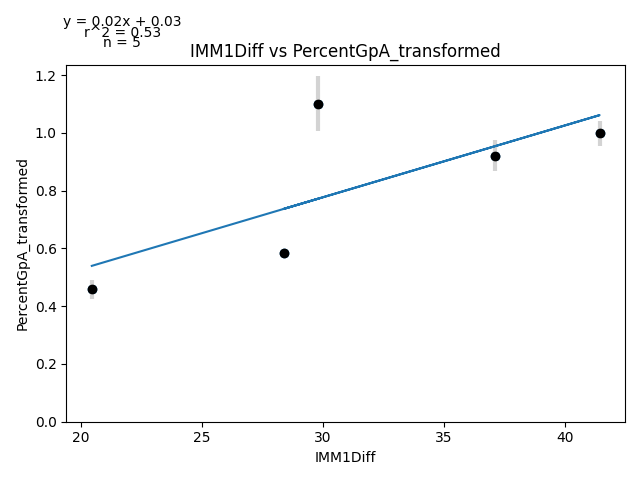 y = 0.02x + 0.03
r^2 = 0.53
n = 5
IMM1Diff vs PercentGpA_transformed
PercentGpA_transformed
1.2
1.0
0.8
0.6
0.4
0.2
0.0
20 25 30 35 40
IMM1Diff